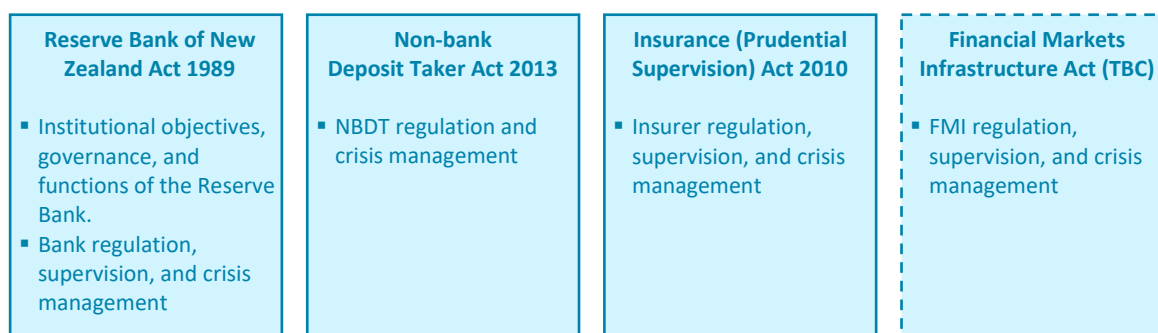 Reserve Bank of New
Zealand Act 1989
▪ Institutional objectives,
governance, and
functions of the Reserve
Bank.
▪ Bank regulation,
supervision, and crisis
management
Non-bank
Deposit Taker Act 2013
▪ NBDT regulation and
crisis management
Insurance (Prudential
Supervision) Act 2010
▪ Insurer regulation,
supervision, and crisis
management
Financial Markets
Infrastructure Act (TBC)
▪ FMI regulation,
supervision, and crisis
management